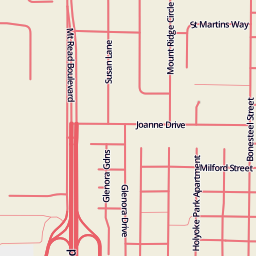 St Martins Way
Mt Read Boulevard
Susan Lane
Mount Ridge Circle
Joanne Drive
Bonesteel Street
Milford Street
Glenora Gdns
Glenora Drive
Holyoke Park Apartment